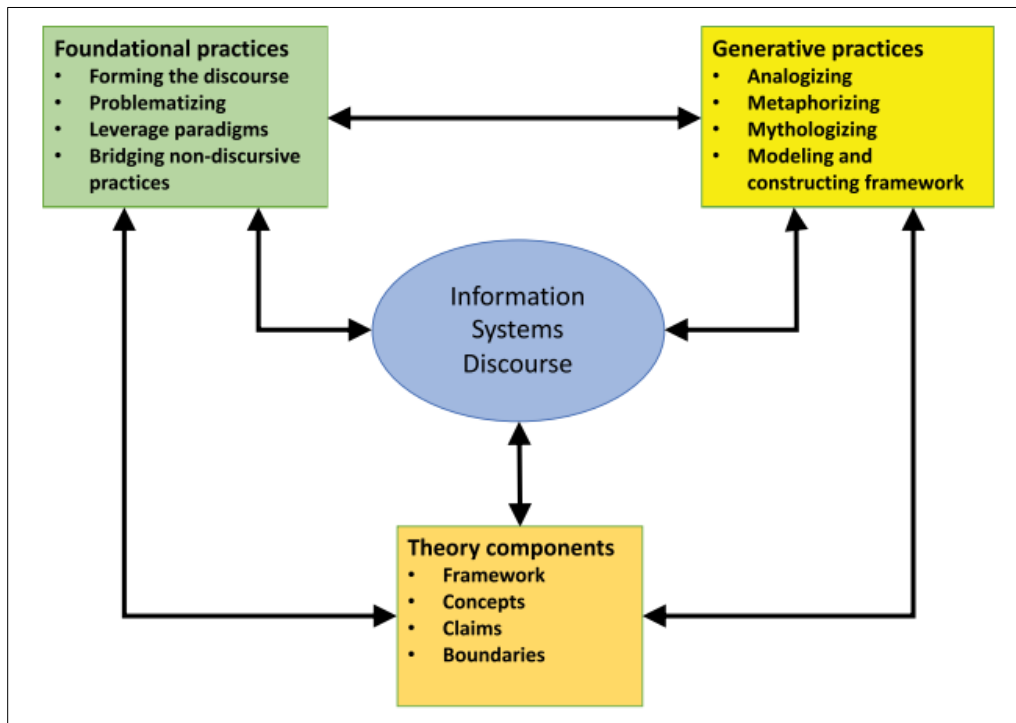 Foundational practices
• Forming the discourse
• Problematizing
• Leverage paradigms
• Bridging non-discursive
practices
Generative practices
• Analogizing
• Metaphorizing
• Mythologizing
• Modeling and
constructing framework
Information
Systems
Discourse
Theory components
• Framework
• Concepts
• Claims
• Boundaries